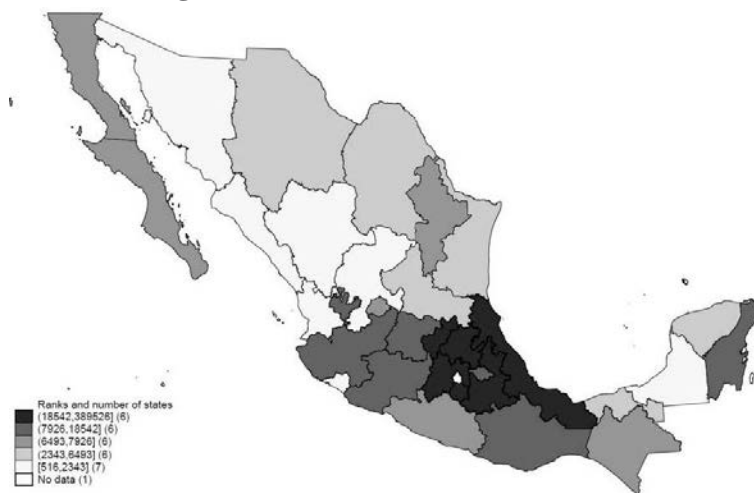 Ranks and number of states
(18542,389526] (6)
(7926,18542] (6)
(6493,7926] (6)
(2343,6493] (6)
[516,2343] (7)
No data (1)